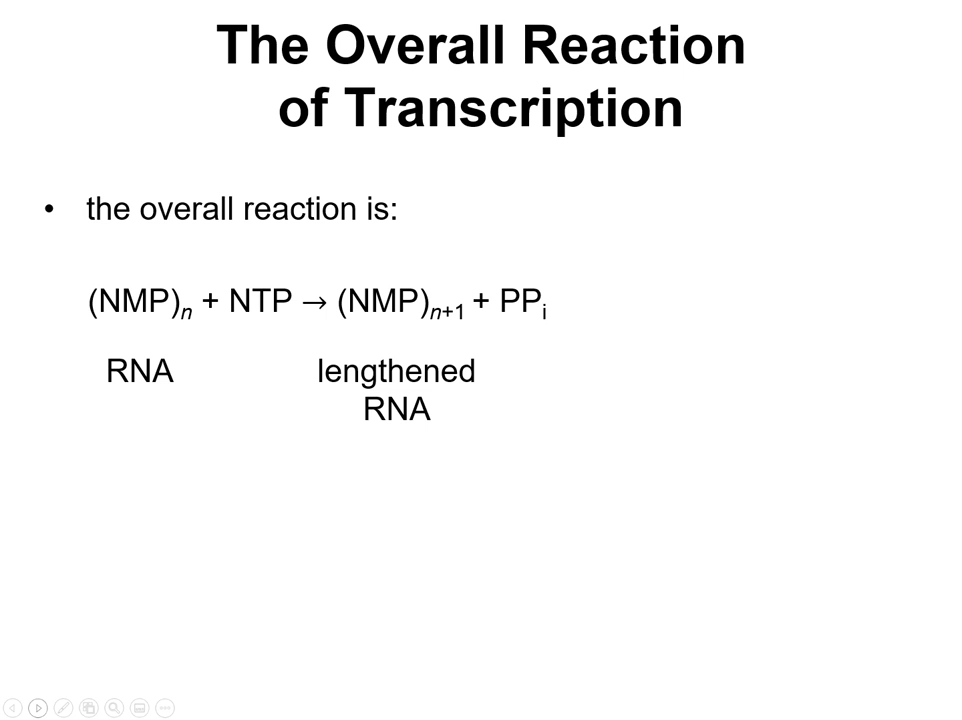 The Overall Reaction
of Transcription
• the overall reaction is:
(NMP)n + NTP → (NMP)n+1 + PPi
RNA lengthened
RNA